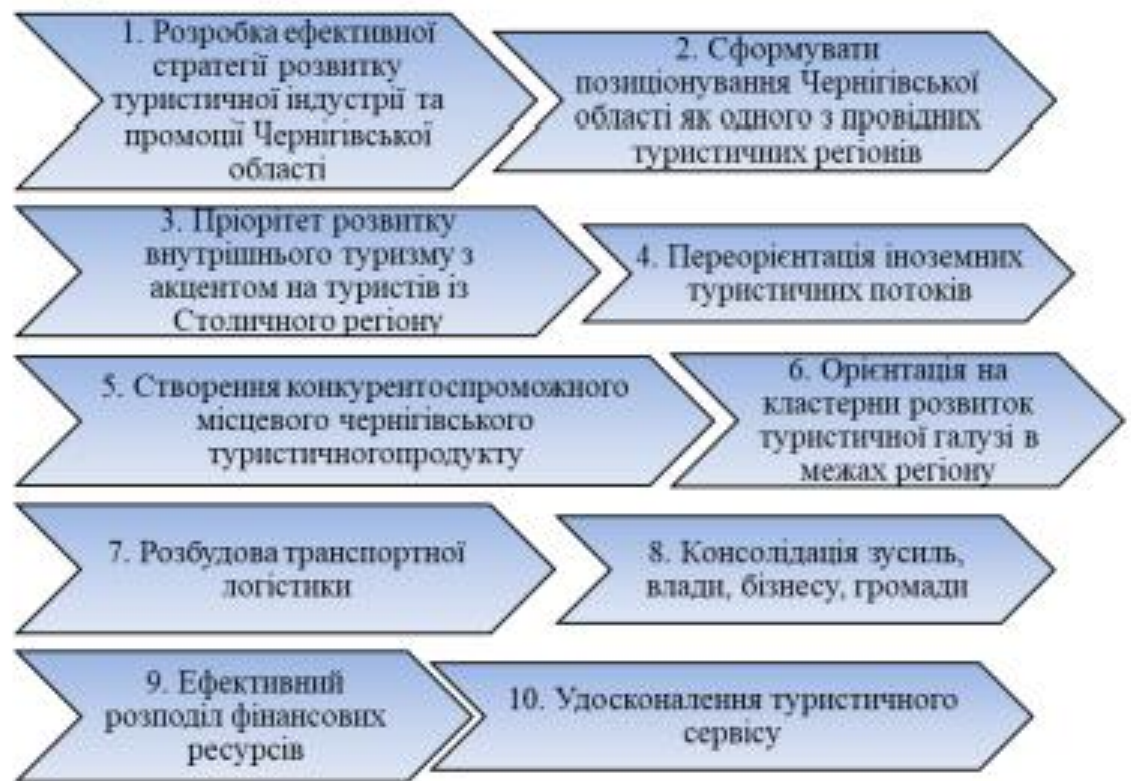 1. Розробка ефективної
стратегії розвитку
туристичної індустрії та
промоції Чернігівської
області
2. Сформувати
позиціонування Чернігівської
області як одного з провідних
туристичних регіонів
3. Пріорітет розвитку
внутрішнього туризму з
акцентом на туристів із
Столичного регіону
4. Переорієнтація іноземних
туристичних потоків
5. Створення конкурентоспроможного
місцевого чернігівського
туристичногопродукту
6. Орієнтація на
кластерни розвиток
туристичної галузі в
межах регіону
7. Розбудова транспортної
логістики
8. Консолідація зусиль,
влади, бізнесу, громади
9. Ефективний
розподіл фінансових
ресурсів
10. Удосконалення туристичного
сервісу